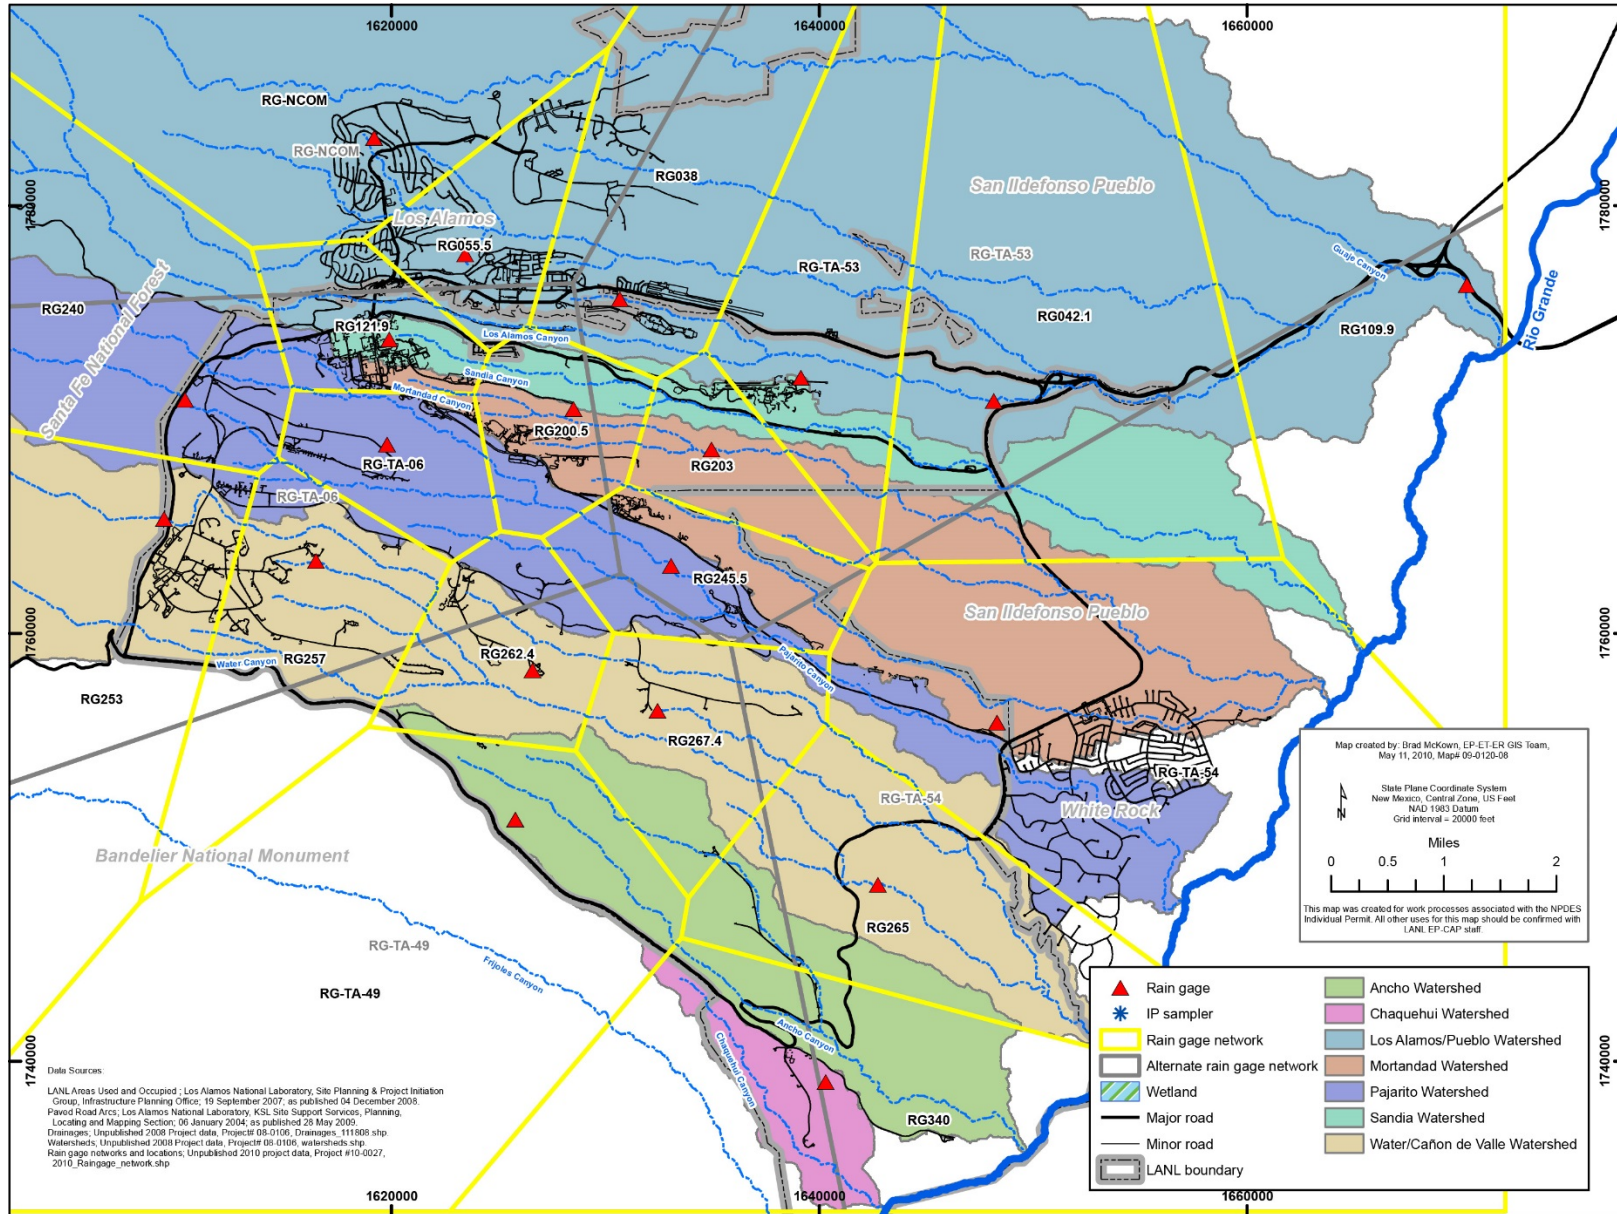 1620000
1640000
1660000
RG-NCOM
RG-NCOM
RG038
San Ildefonso Pueblo
1780000
1780000
Los Alamos
RG055.5
RG-TA-53
RG-TA-53
Guaje Canyon
Santa Fe National Forest
RG240
RG121.9
Los Alamos Canyon
RG042.1
RG109.9
Rio Grande
Sandia Canyon
Mortandad Canyon
RG200.5
RG-TA-06
RG203
RG-TA-06
RG245.5
San Ildefonso Pueblo
1760000
1760000
Water Canyon
RG257
RG262.4
Pajarito Canyon
RG253
RG267.4
RG-TA-54
RG-TA-54
White Rock
Map created by: Brad McKown, EP-ET-ER GIS Team,
May 11, 2010, Map# 09-0120-08
N
State Plane Coordinate System
New Mexico, Central Zone, US Feet
NAD 1983 Datum
Grid interval = 20000 feet
Miles
0 0.5 1 2
This map was created for work processes associated with the NPDES
Individual Permit. All other uses for this map should be confirmed with
LANL EP-CAP staff.
Bandelier National Monument
RG265
RG-TA-49
Frijoles Canyon
RG-TA-49
Ancho Canyon
Chaquehui Canyon
RG340
1740000
1740000
Rain gage
IP sampler
Rain gage network
Alternate rain gage network
Wetland
Major road
Minor road
LANL boundary
Ancho Watershed
Chaquehui Watershed
Los Alamos/Pueblo Watershed
Mortandad Watershed
Pajarito Watershed
Sandia Watershed
Water/Cañon de Valle Watershed
Data Sources:
LANL Areas Used and Occupied ; Los Alamos National Laboratory, Site Planning & Project Initiation
Group, Infrastructure Planning Office; 19 September 2007; as published 04 December 2008.
Paved Road Arcs; Los Alamos National Laboratory, KSL Site Support Services, Planning,
Locating and Mapping Section; 06 January 2004; as published 28 May 2009.
Drainages; Unpublished 2008 Project data, Project# 08-0106, Drainages_111808.shp.
Watersheds; Unpublished 2008 Project data, Project# 08-0106, watersheds.shp.
Rain gage networks and locations; Unpublished 2010 project data, Project #10-0027,
2010_Raingage_network.shp
1620000
1640000
1660000